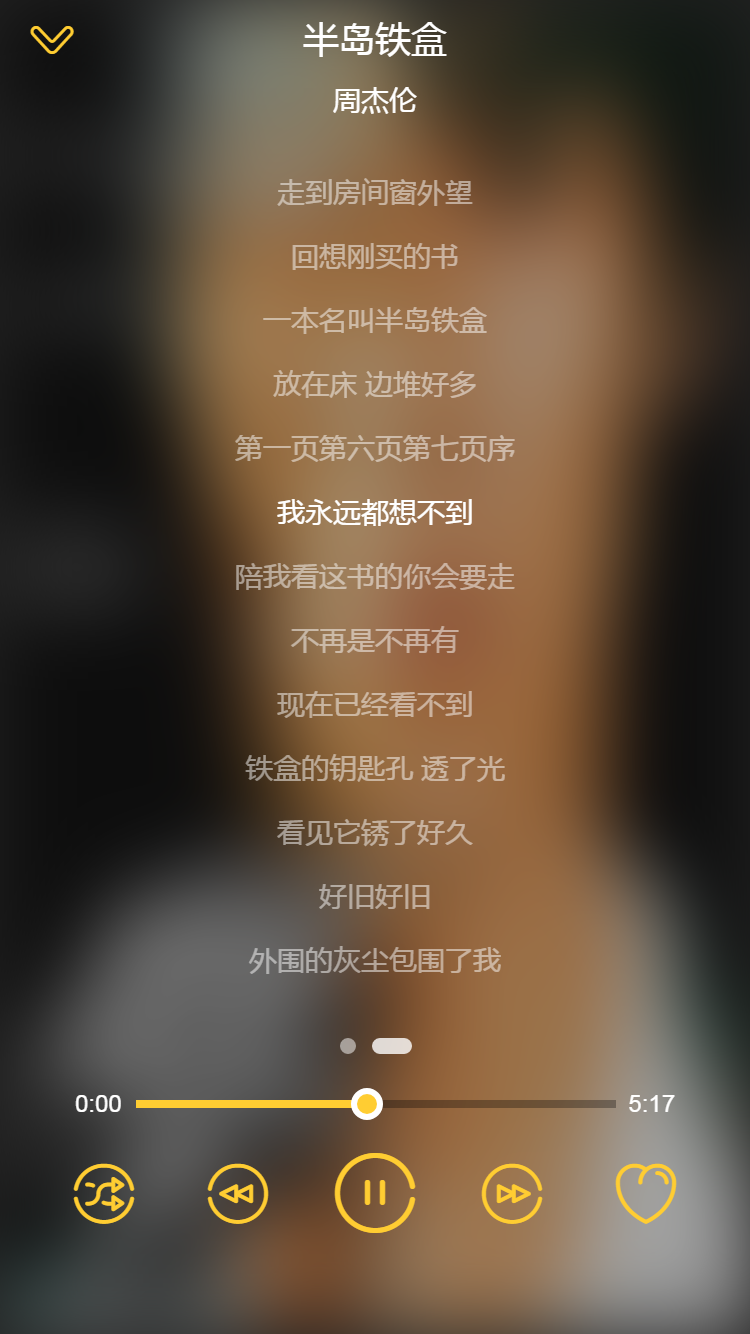 半岛铁盒
周杰伦
走到房间窗外望
回想刚买的书
一本名叫半岛铁盒
放在床 边堆好多
第一页第六页第七页序
我永远都想不到
陪我看这书的你会要走
不再是不再有
现在已经看不到
铁盒的钥匙孔 透了光
看见它锈了好久
好旧好旧
外围的灰尘包围了我
0:00 5:17